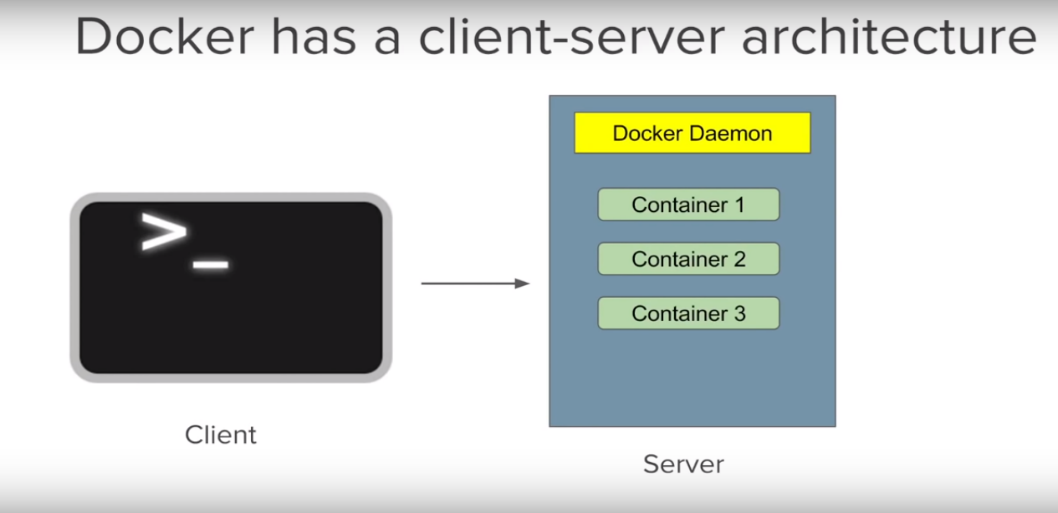 Docker has a client-server architecture
Docker Daemon
Container 1
Container 2
Container 3
>_
Client
Server